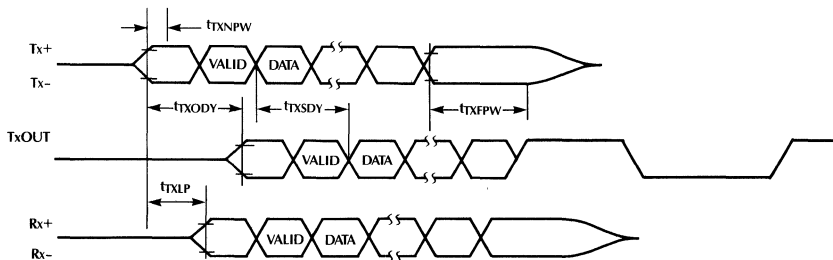 tTXNPW
Tx+
VALID DATA
Tx−
tTXODY tTXSDY tTXFPW
TxOUT
VALID DATA
tTXLP
Rx+
VALID DATA
Rx−